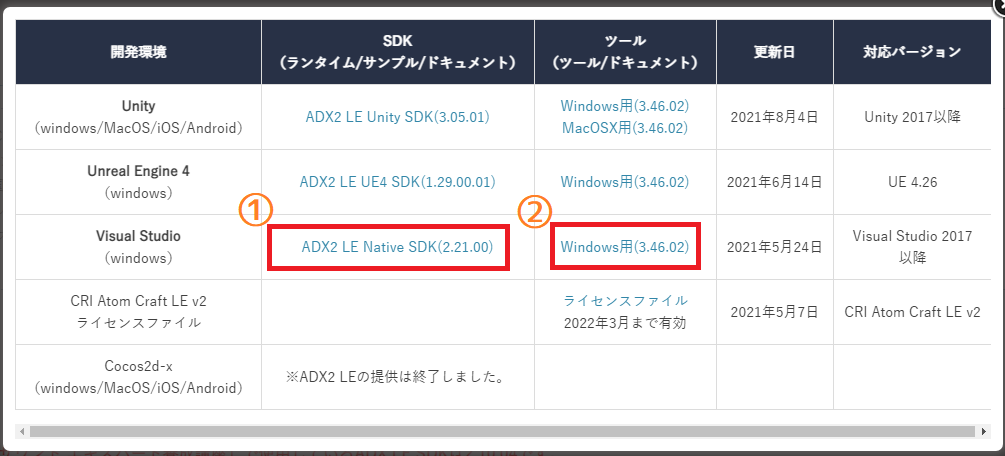 開発環境
SDK
(ランタイム/サンプル/ドキュメント)
ツール
(ツール/ドキュメント)
更新日
対応バージョン
Unity
(windows/MacOS/iOS/Android)
ADX2 LE Unity SDK(3.05.01)
Windows用(3.46.02)
MacOSX用(3.46.02)
2021年8月4日
Unity 2017以降
Unreal Engine 4
(windows)
ADX2 LE UE4 SDK(1.29.00.01)
Windows用(3.46.02)
2021年6月14日
UE 4.26
Visual Studio
(windows)
①
ADX2 LE Native SDK(2.21.00)
②
Windows用(3.46.02)
2021年5月24日
Visual Studio 2017
以降
CRI Atom Craft LE v2
ライセンスファイル
ライセンスファイル
2022年3月まで有効
2021年5月7日
CRI Atom Craft LE v2
Cocos2d-x
(windows/MacOS/iOS/Android)
※ADX2 LEの提供は終了しました。